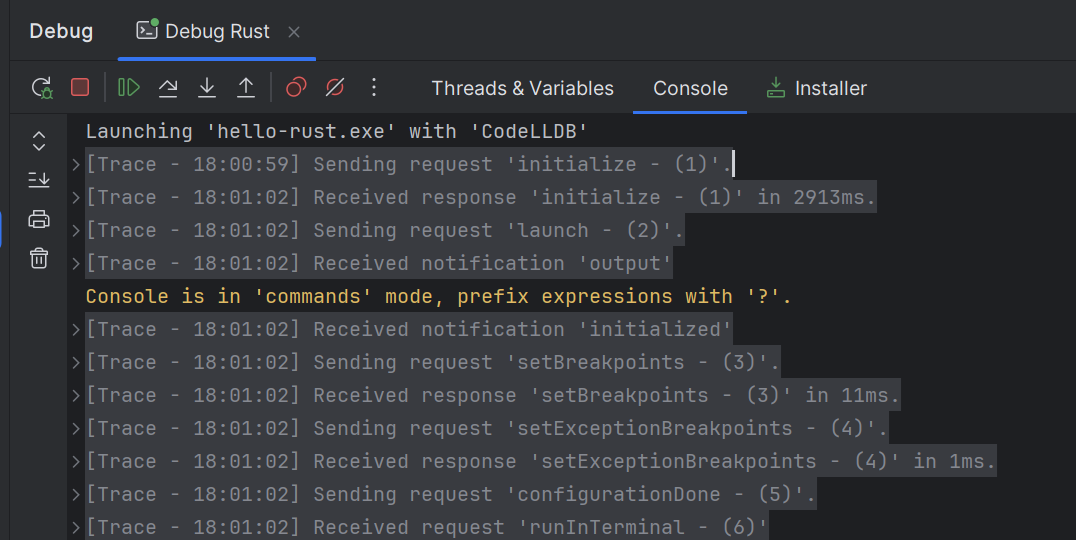 Debug
Debug Rust
Threads & Variables
Console
Installer
Launching 'hello-rust.exe' with 'CodeLLDB'
[Trace - 18:00:59] Sending request 'initialize - (1)'.
[Trace - 18:01:02] Received response 'initialize - (1)' in 2913ms.
[Trace - 18:01:02] Sending request 'launch - (2)'.
[Trace - 18:01:02] Received notification 'output'
Console is in 'commands' mode, prefix expressions with '?'.
[Trace - 18:01:02] Received notification 'initialized'
[Trace - 18:01:02] Sending request 'setBreakpoints - (3)'.
[Trace - 18:01:02] Received response 'setBreakpoints - (3)' in 11ms.
[Trace - 18:01:02] Sending request 'setExceptionBreakpoints - (4)'.
[Trace - 18:01:02] Received response 'setExceptionBreakpoints - (4)' in 1ms.
[Trace - 18:01:02] Sending request 'configurationDone - (5)'.
[Trace - 18:01:02] Received request 'runInTerminal - (6)'